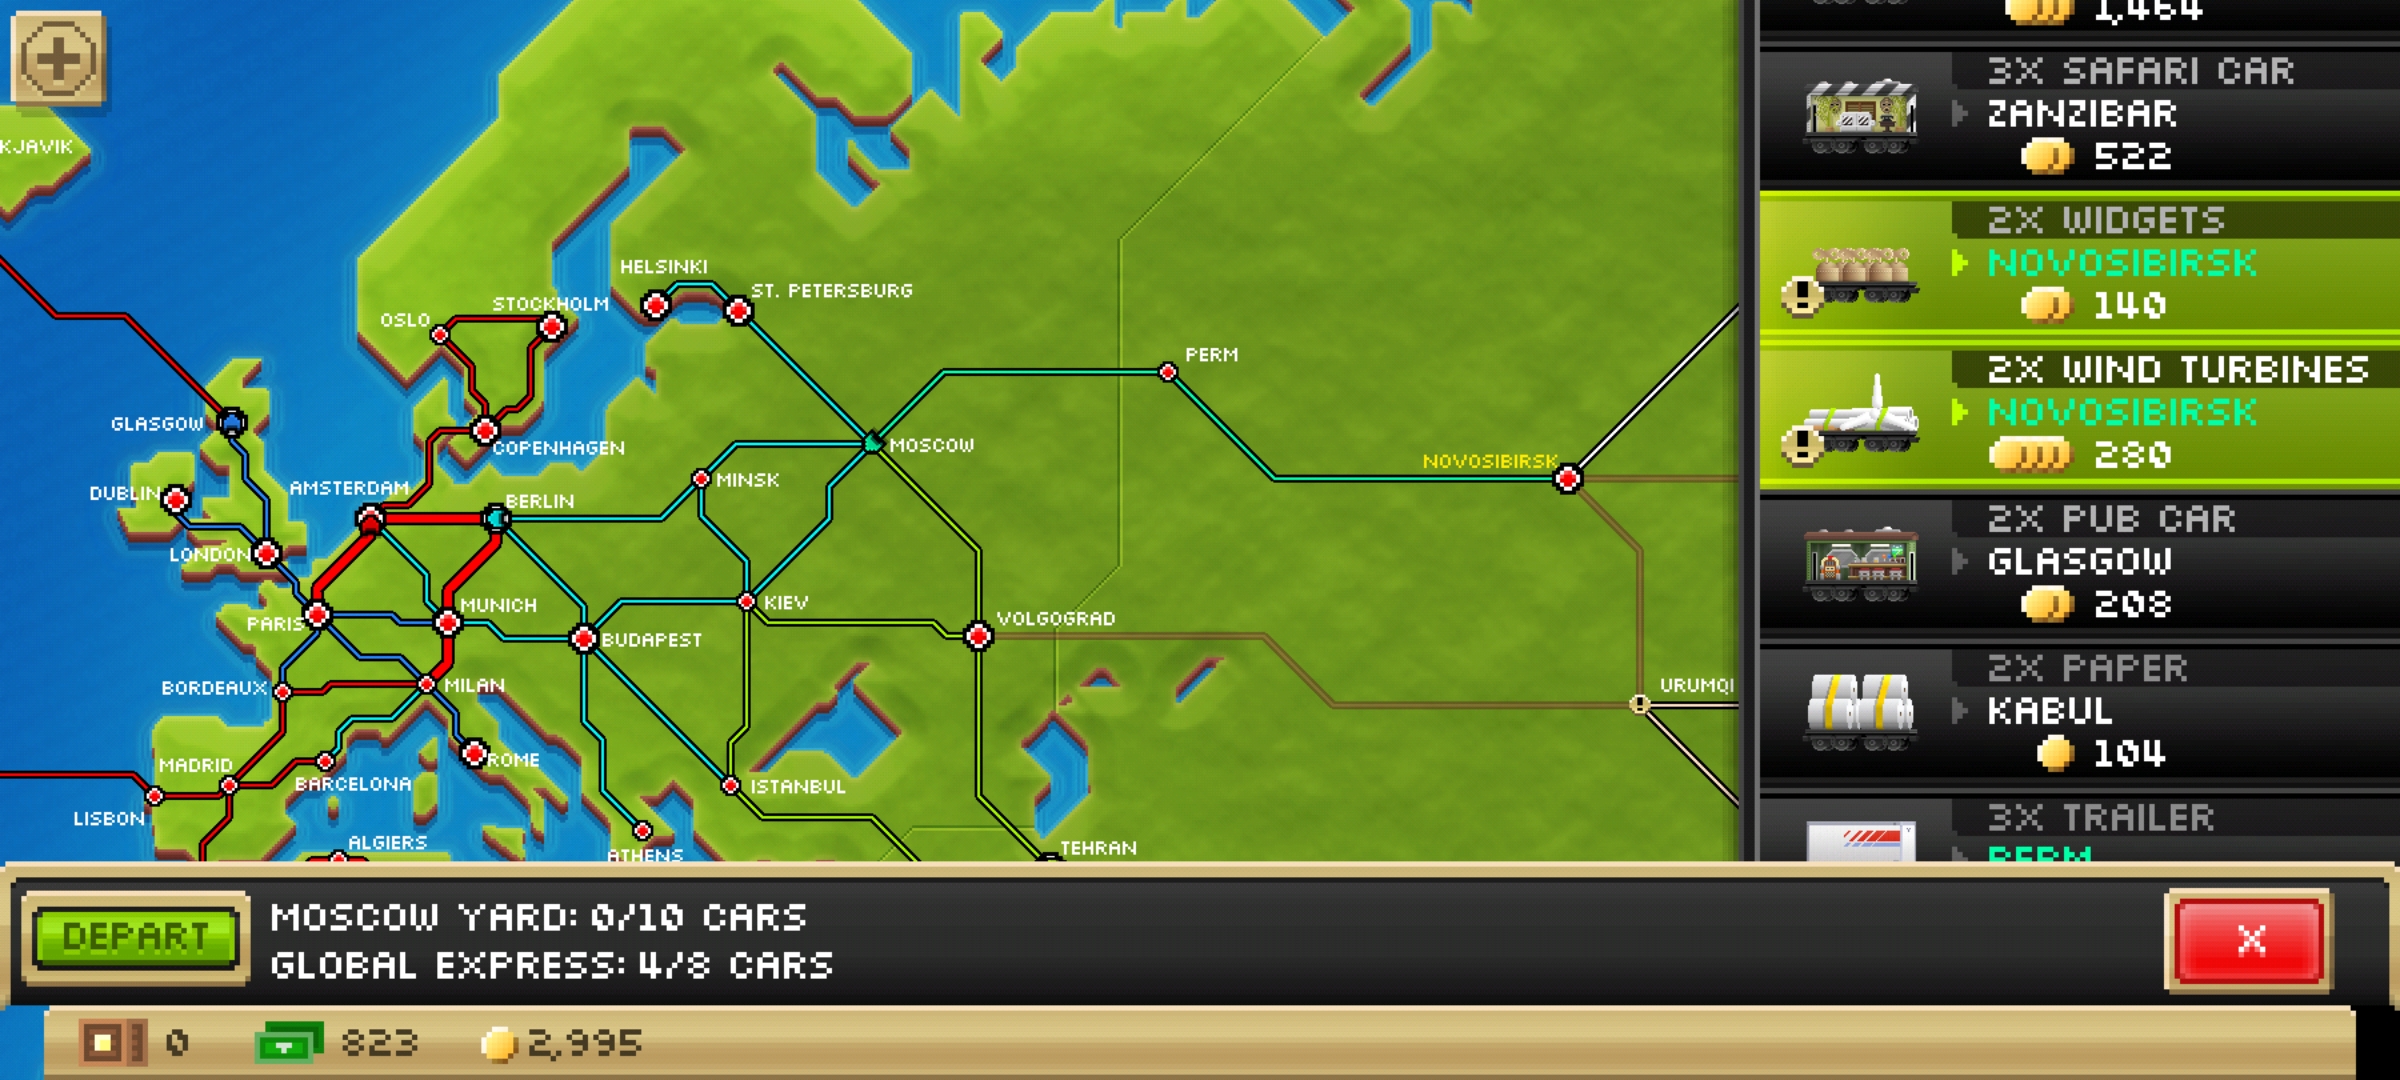 KJAVIK
GLASGOW
DUBLIN
LONDON
AMSTERDAM
PARIS
BORDEAUX
MADRID
LISBON
BARCELONA
ALGIERS
OSLO
STOCKHOLM
COPENHAGEN
BERLIN
MUNICH
MILAN
ROME
HELSINKI
ST. PETERSBURG
MINSK
MOSCOW
KIEV
BUDAPEST
ISTANBUL
ATHENS
VOLGOGRAD
TEHRAN
PERM
NOVOSIBIRSK
URUMQI
1,464
3X SAFARI CAR
ZANZIBAR
522
2X WIDGETS
NOVOSIBIRSK
140
2X WIND TURBINES
NOVOSIBIRSK
280
2X PUB CAR
GLASGOW
208
2X PAPER
KABUL
104
3X TRAILER
PERM
DEPART
MOSCOW YARD: 0/10 CARS
GLOBAL EXPRESS: 4/8 CARS
X
0
823
2,995